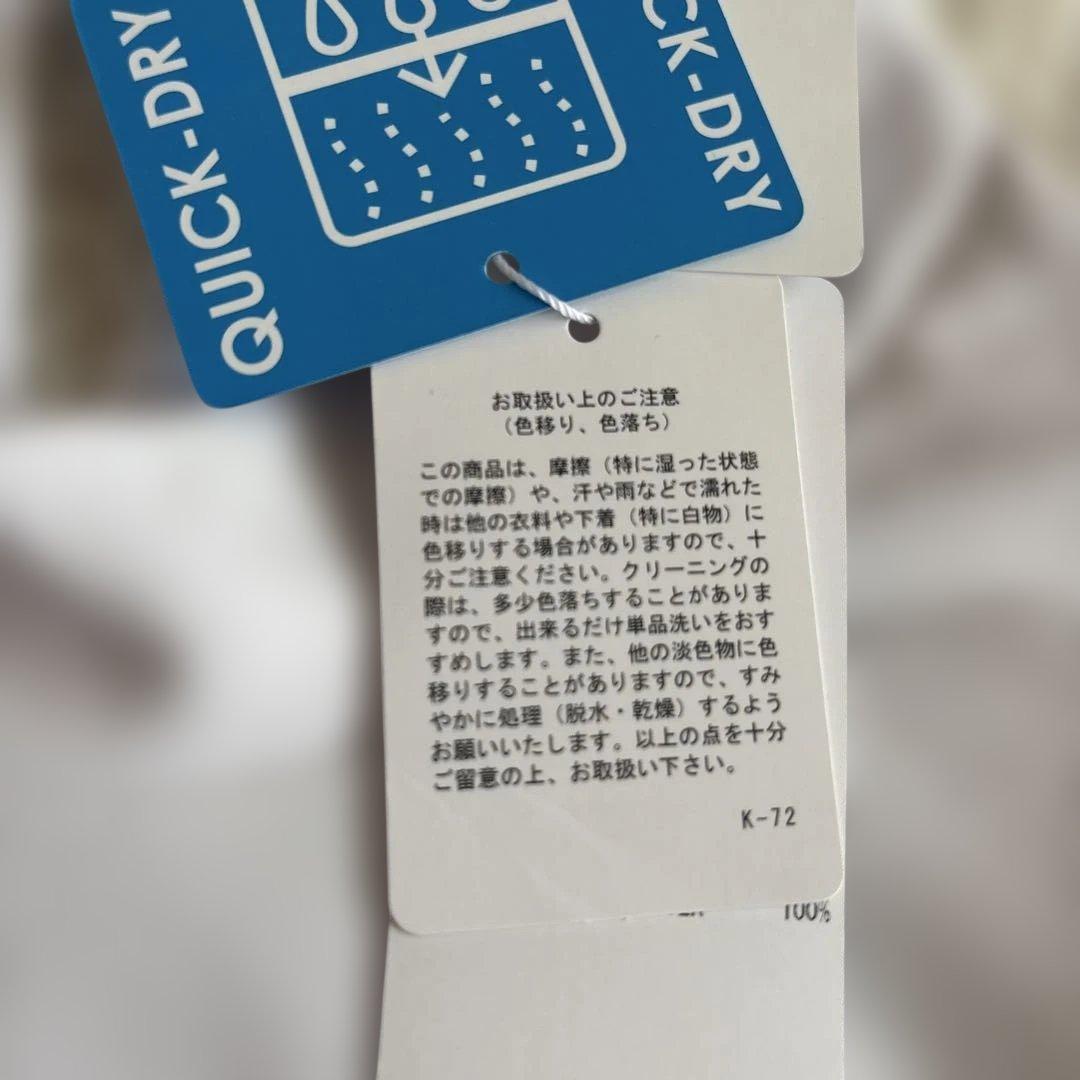 QUICK-DRY
CK-DRY
お取扱い上のご注意
（色移り、色落ち）
この商品は、摩擦（特に湿った状態
での摩擦）や、汗や雨などで濡れた
時は他の衣料や下着（特に白物）に
色移りする場合がありますので、十
分ご注意ください。クリーニングの
際は、多少色落ちすることがありま
すので、出来るだけ単品洗いをおす
すめします。また、他の淡色物に色
移りすることがありますので、すみ
やかに処理（脱水・乾燥）するよう
お願いいたします。以上の点を十分
ご留意の上、お取扱い下さい。
K-72
100%